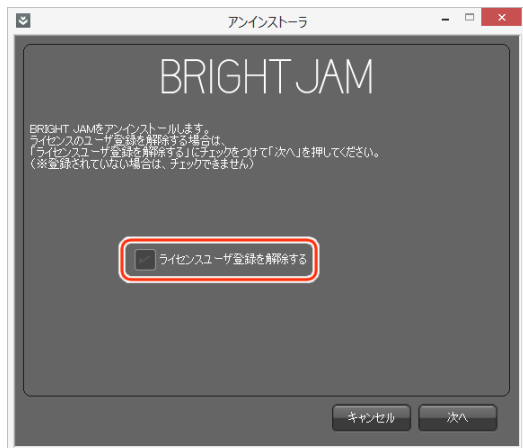 アンインストーラ
BRIGHT JAM
BRIGHT JAMをアンインストールします。
ライセンスのユーザ登録を解除する場合は、
「ライセンスユーザ登録を解除する」にチェックをつけて「次へ」を押してください。
(※登録されていない場合は、チェックできません)
ライセンスユーザ登録を解除する
キャンセル
次へ